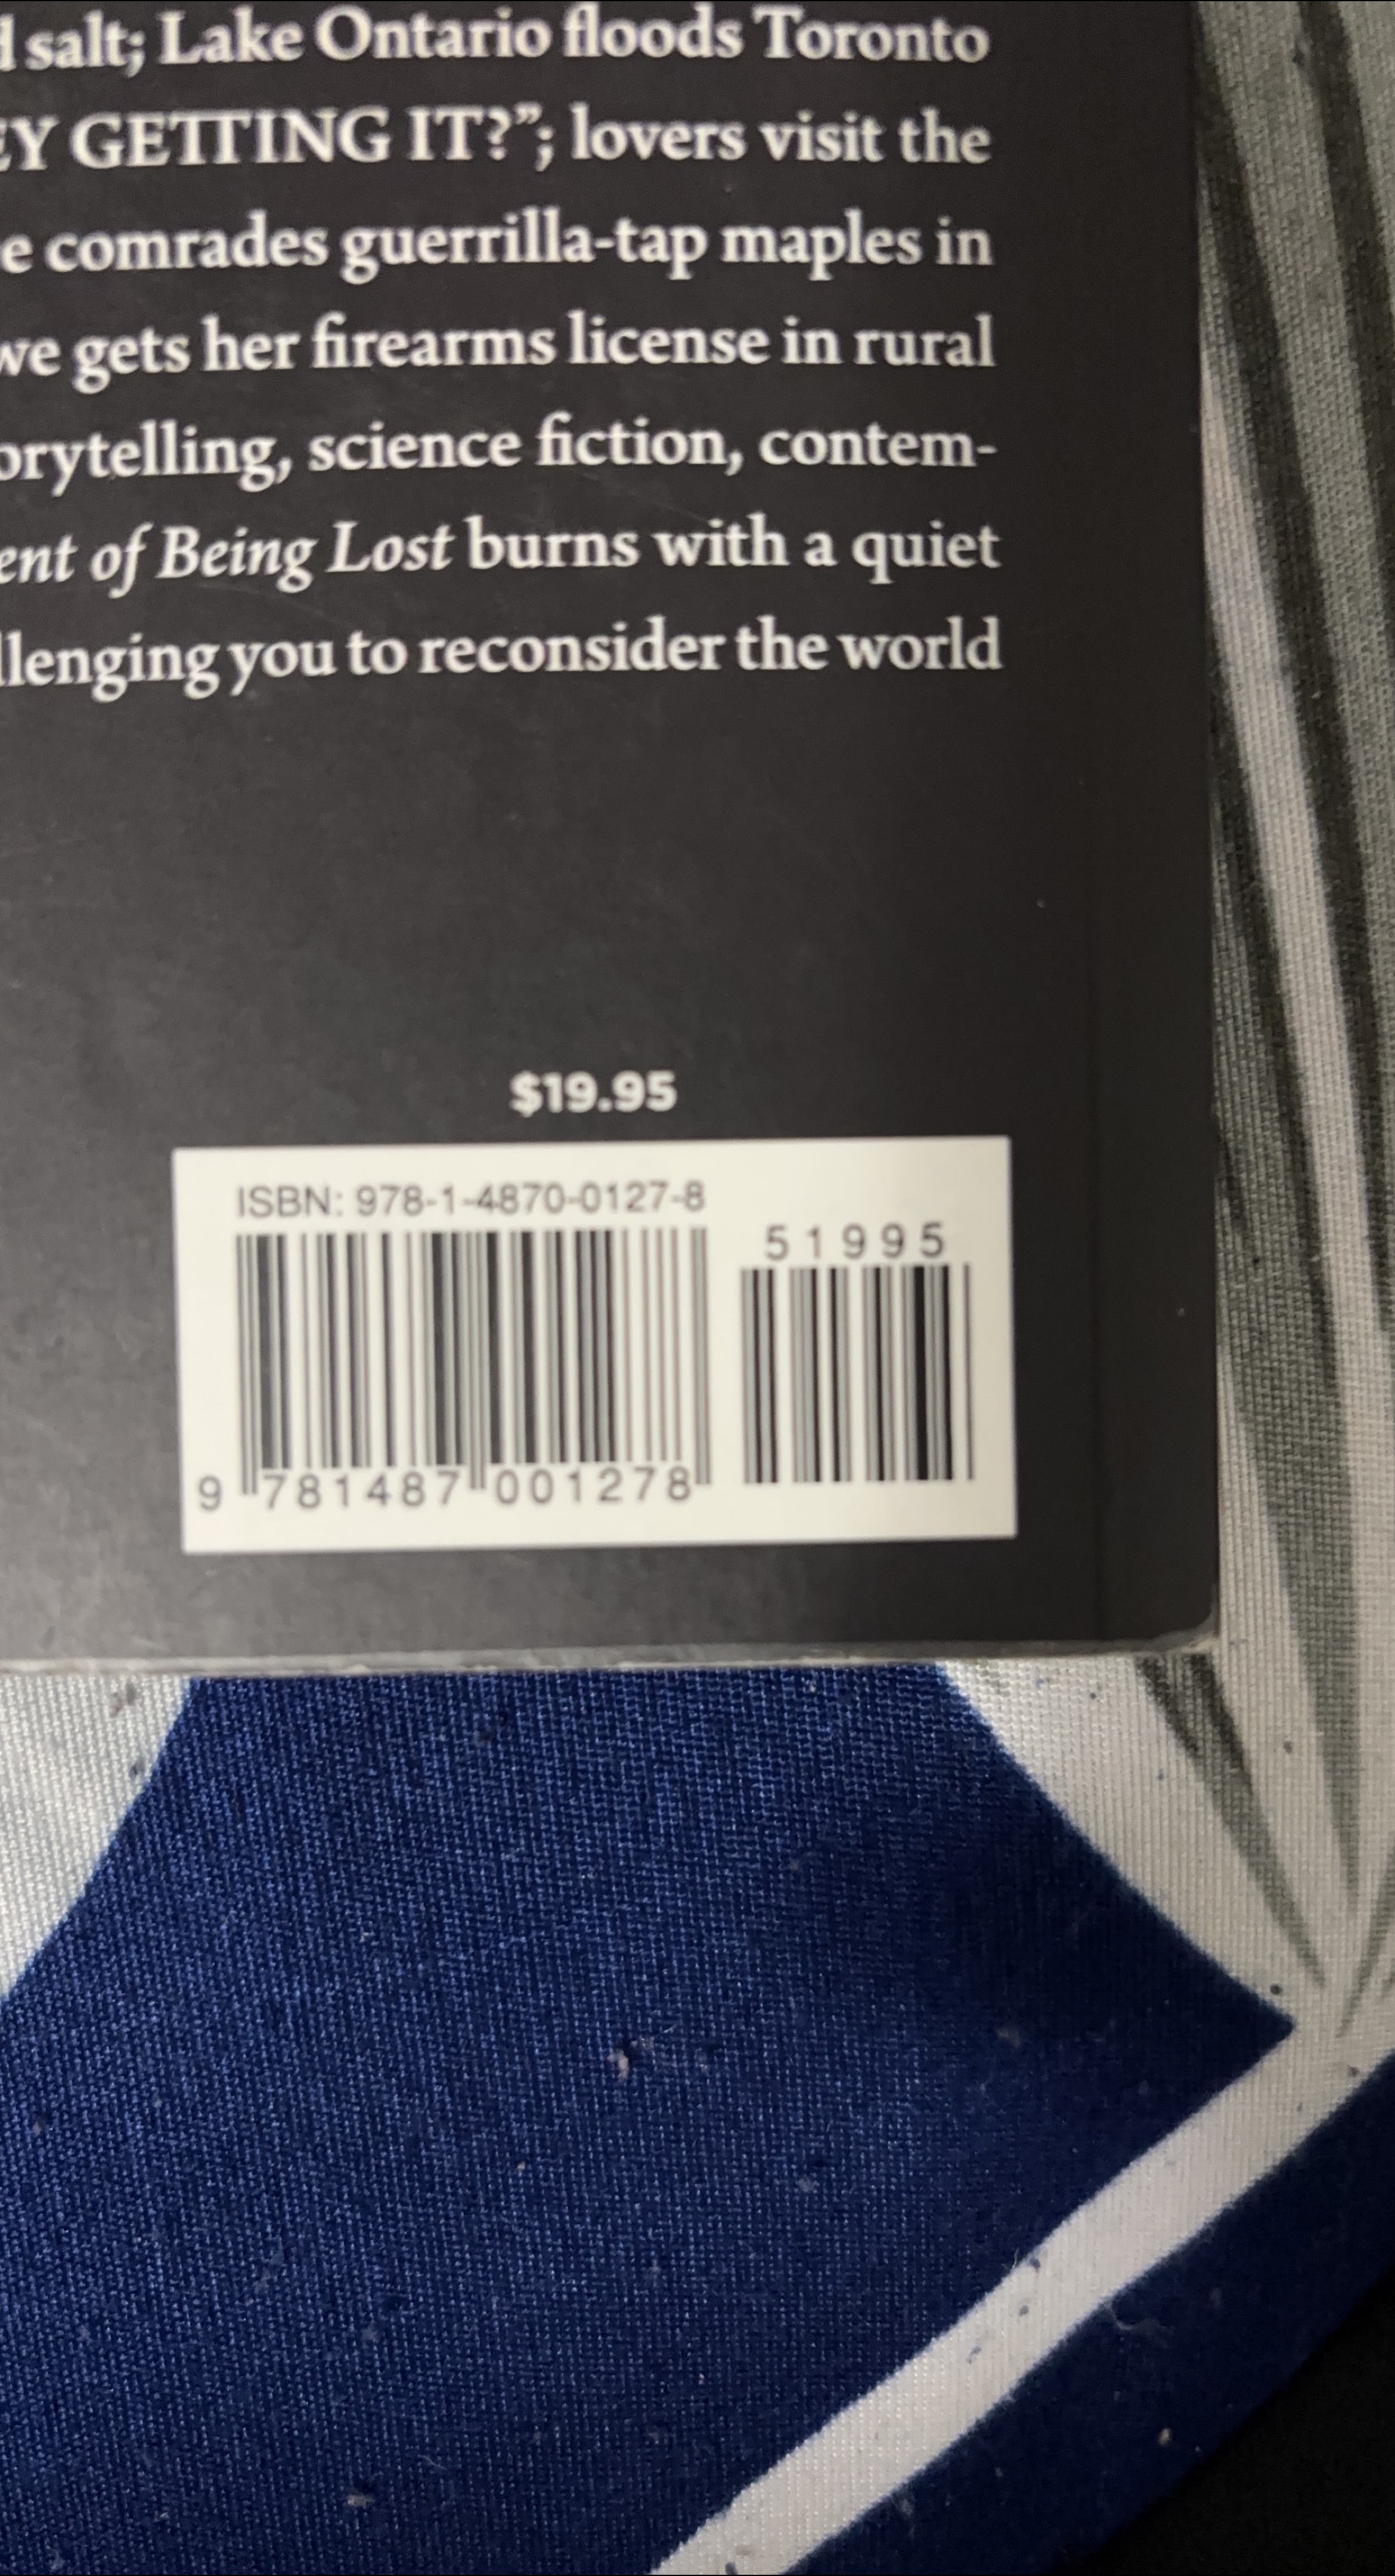 salt; Lake Ontario floods Toronto
EY GETTING IT?”; lovers visit the
e comrades guerrilla-tap maples in
we gets her firearms license in rural
orytelling, science fiction, contem-
ent of Being Lost burns with a quiet
llenging you to reconsider the world
$19.95
ISBN: 978-1-4870-0127-8
51995
9 781487 001278